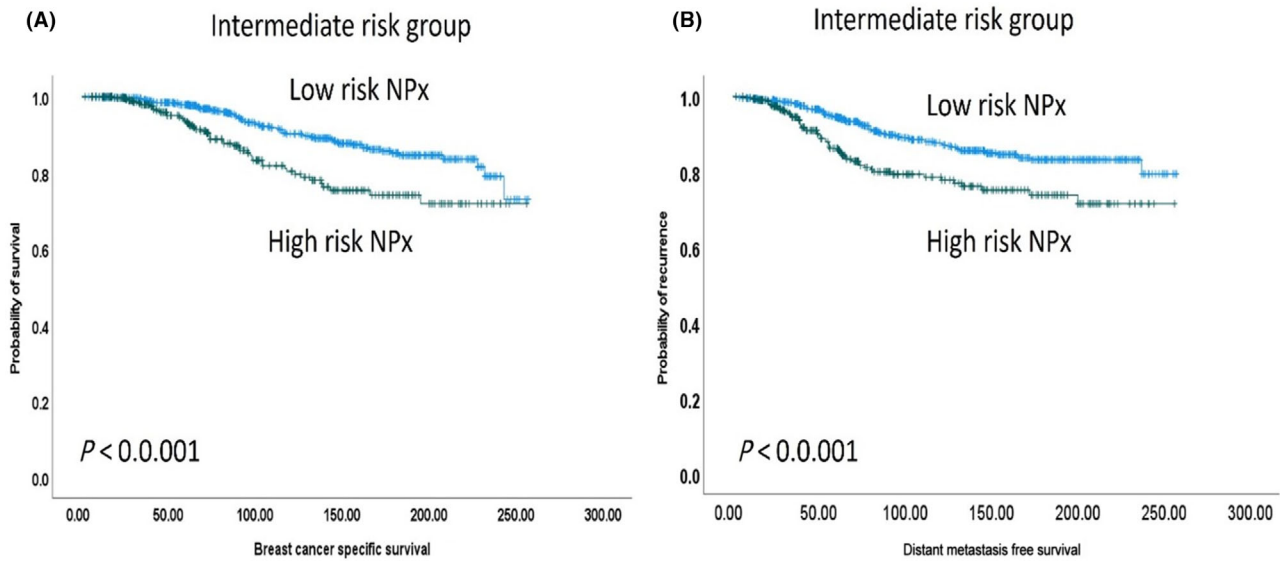 (A)
Intermediate risk group
Low risk NPx
High risk NPx
P < 0.0.001
Probability of survival
1.0
0.8
0.6
0.4
0.2
0.0
0.00 50.00 100.00 150.00 200.00 250.00 300.00
Breast cancer specific survival
(B)
Intermediate risk group
Low risk NPx
High risk NPx
P < 0.0.001
Probability of recurrence
1.0
0.8
0.6
0.4
0.2
0.0
0.00 50.00 100.00 150.00 200.00 250.00 300.00
Distant metastasis free survival